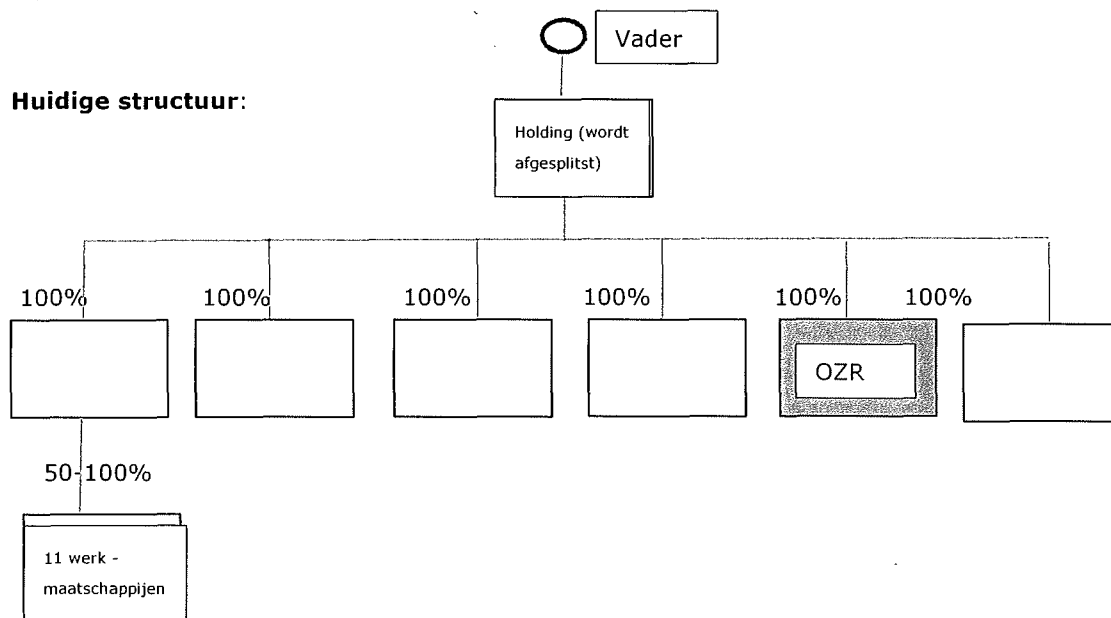 Vader
Huidige structuur:
Holding (wordt
afgesplitst)
100%
100%
100%
100%
100%
100%
OZR
50-100%
11 werk -
maatschappijen